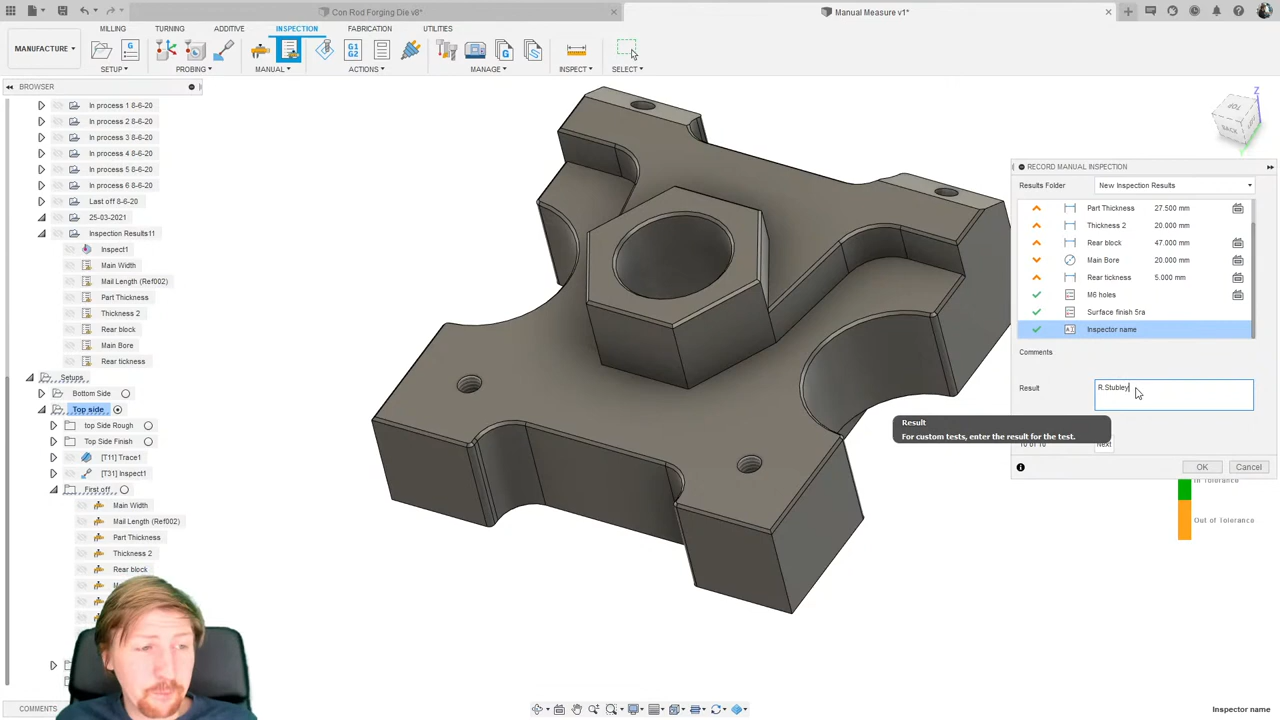 Con Rod Forging Die v8*
Manual Measure v1*
MILLING
TURNING
ADDITIVE
INSPECTION
FABRICATION
UTILITIES
MANUFACTURE
G1
G2
SETUP
PROBING
MANUAL
ACTIONS
MANAGE
INSPECT
SELECT
BROWSER
In process 1 8-6-20
In process 2 8-6-20
In process 3 8-6-20
In process 4 8-6-20
In process 5 8-6-20
In process 6 8-6-20
Last off 8-6-20
25-03-2021
Inspection Results11
Inspect1
Main Width
Mail Length (Ref002)
Part Thickness
Thickness 2
Rear block
Main Bore
Rear tickness
Setups
Bottom Side
Top side
top Side Rough
Top Side Finish
[T11] Trace1
[T31] Inspect1
First off
Main Width
Mail Length (Ref002)
Part Thickness
Thickness 2
Rear block
COMMENTS
Z
TOP
BACK
RECORD MANUAL INSPECTION
Results Folder
New Inspection Results
Part Thickness 27.500 mm
Thickness 2 20.000 mm
Rear block 47.000 mm
Main Bore 20.000 mm
Rear tickness 5.000 mm
M6 holes
Surface finish 5ra
Inspector name
Comments
Result
R.Stubley
Result
For custom tests, enter the result for the test.
10 of 10
Next
OK
Cancel
In Tolerance
Out of Tolerance
Inspector name